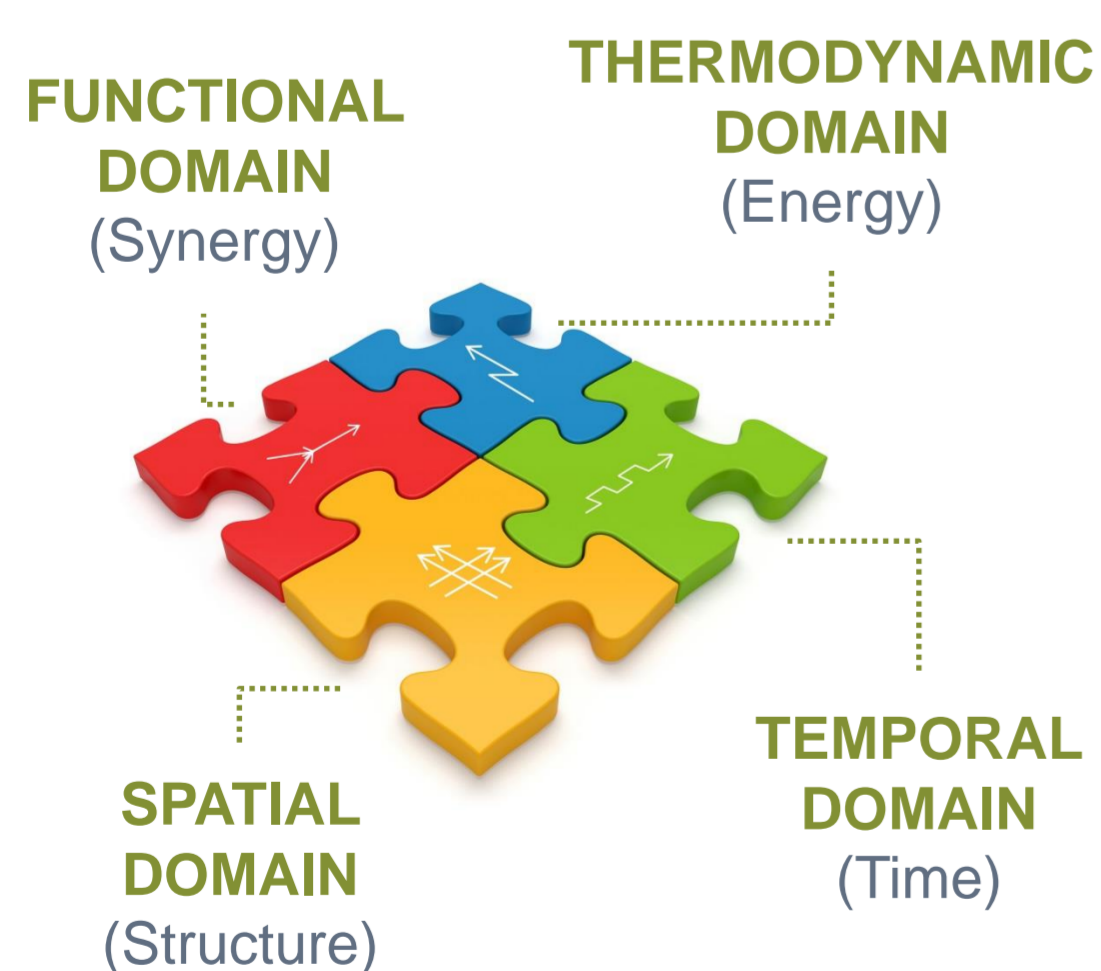 FUNCTIONAL
DOMAIN
(Synergy)
THERMODYNAMIC
DOMAIN
(Energy)
SPATIAL
DOMAIN
(Structure)
TEMPORAL
DOMAIN
(Time)